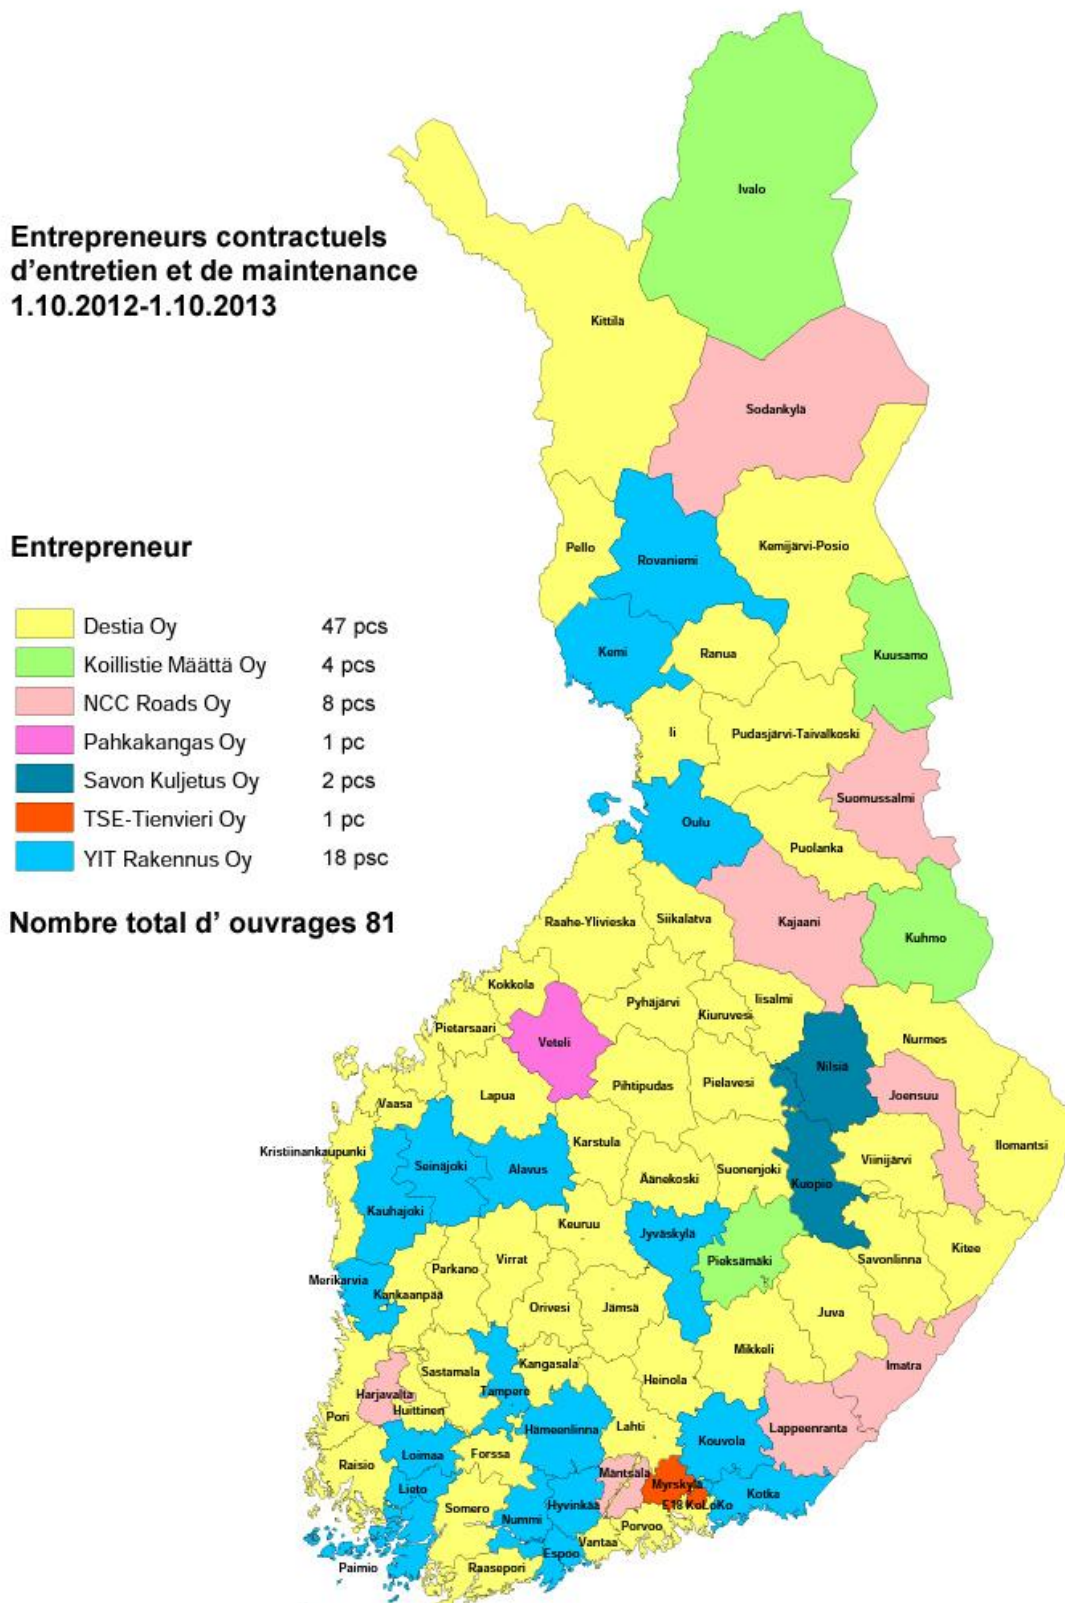 Entrepreneurs contractuels
d'entretien et de maintenance
1.10.2012-1.10.2013
Entrepreneur
Destia Oy 47 pcs
Koillistie Määttä Oy 4 pcs
NCC Roads Oy 8 pcs
Pahkakangas Oy 1 pc
Savon Kuljetus Oy 2 pcs
TSE-Tienvieri Oy 1 pc
YIT Rakennus Oy 18 psc
Nombre total d' ouvrages 81
Ivalo
Kittilä
Sodankylä
Pello
Rovaniemi
Kemijärvi-Posio
Kemi
Ranua
Kuusamo
Ii
Pudasjärvi-Taivalkoski
Suomussalmi
Oulu
Puolanka
Raahe-Ylivieska
Siikalatva
Kajaani
Kuhmo
Kokkola
Pyhäjärvi
Kiuruvesi
Iisalmi
Pietarsaari
Veteli
Nurmes
Nilsiä
Lapua
Pihtipudas
Pielavesi
Joensuu
Vaasa
Kristiinankaupunki
Seinäjoki
Alavus
Karstula
Äänekoski
Suonenjoki
Kuopio
Viinijärvi
Ilomantsi
Kauhajoki
Keuruu
Jyväskylä
Pieksämäki
Savonlinna
Kitee
Merikarvia
Kankaanpää
Parkano
Virrat
Orivesi
Jämsä
Juva
Mikkeli
Imatra
Sastamala
Kangasala
Heinola
Harjavalta
Huittinen
Tampere
Pori
Hämeenlinna
Lahti
Kouvola
Lappeenranta
Raisio
Loimaa
Forssa
Mäntsälä
Myrskylä
Lieto
Somero
Nummi
Hyvinkää
E18 KoLoKo
Kotka
Porvoo
Vantaa
Espoo
Paimio
Raasepori